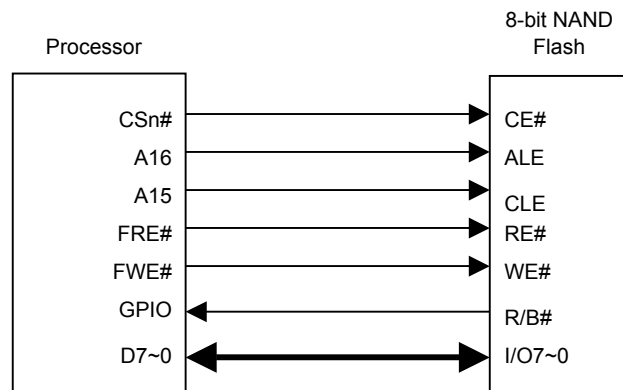 8-bit NAND
Processor Flash
CSn# CE#
A16 ALE
A15 CLE
FRE# RE#
FWE# WE#
GPIO R/B#
D7~0 I/O7~0